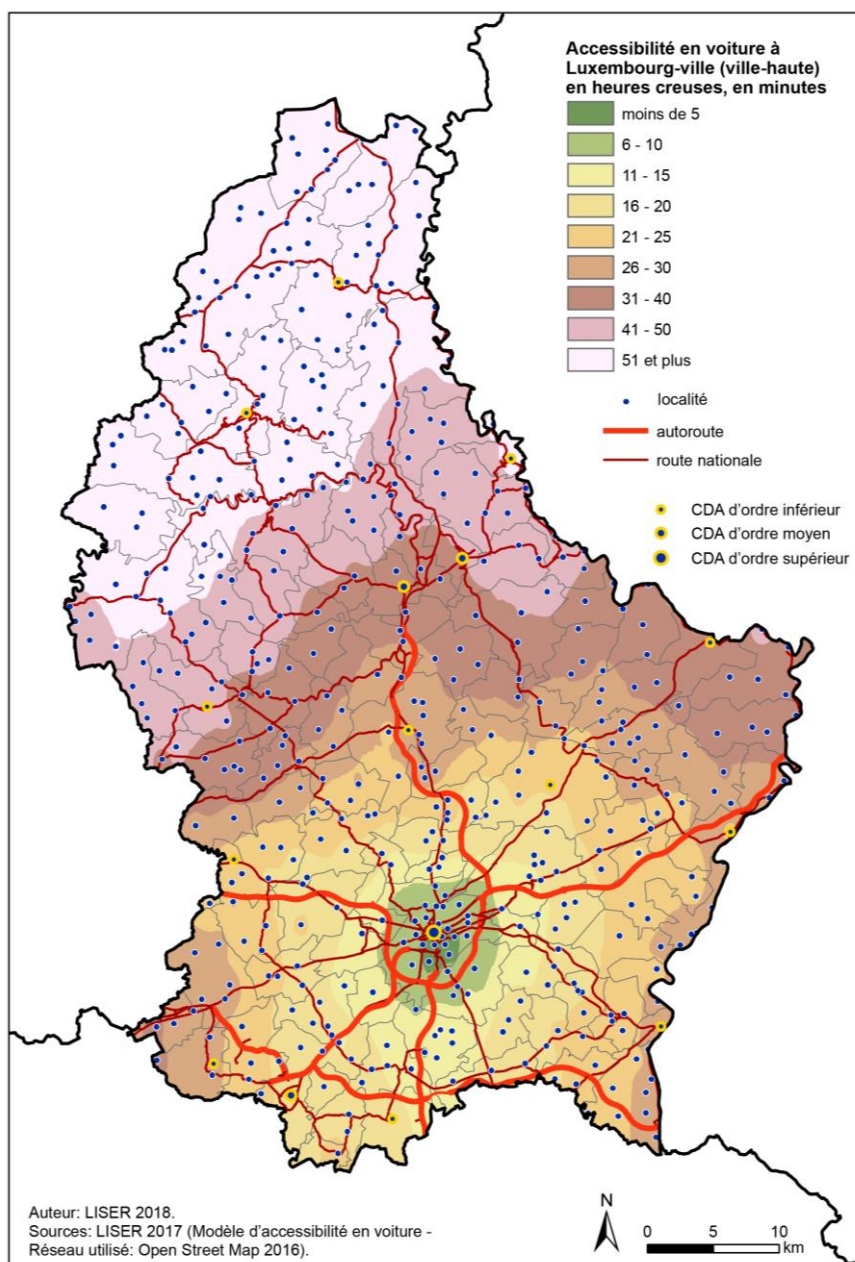 Accessibilité en voiture à
Luxembourg-ville (ville-haute)
en heures creuses, en minutes
moins de 5
6 - 10
11 - 15
16 - 20
21 - 25
26 - 30
31 - 40
41 - 50
51 et plus
localité
autoroute
route nationale
CDA d'ordre inférieur
CDA d'ordre moyen
CDA d'ordre supérieur
Auteur: LISER 2018.
Sources: LISER 2017 (Modèle d'accessibilité en voiture -
Réseau utilisé: Open Street Map 2016).
N
0 5 10
km